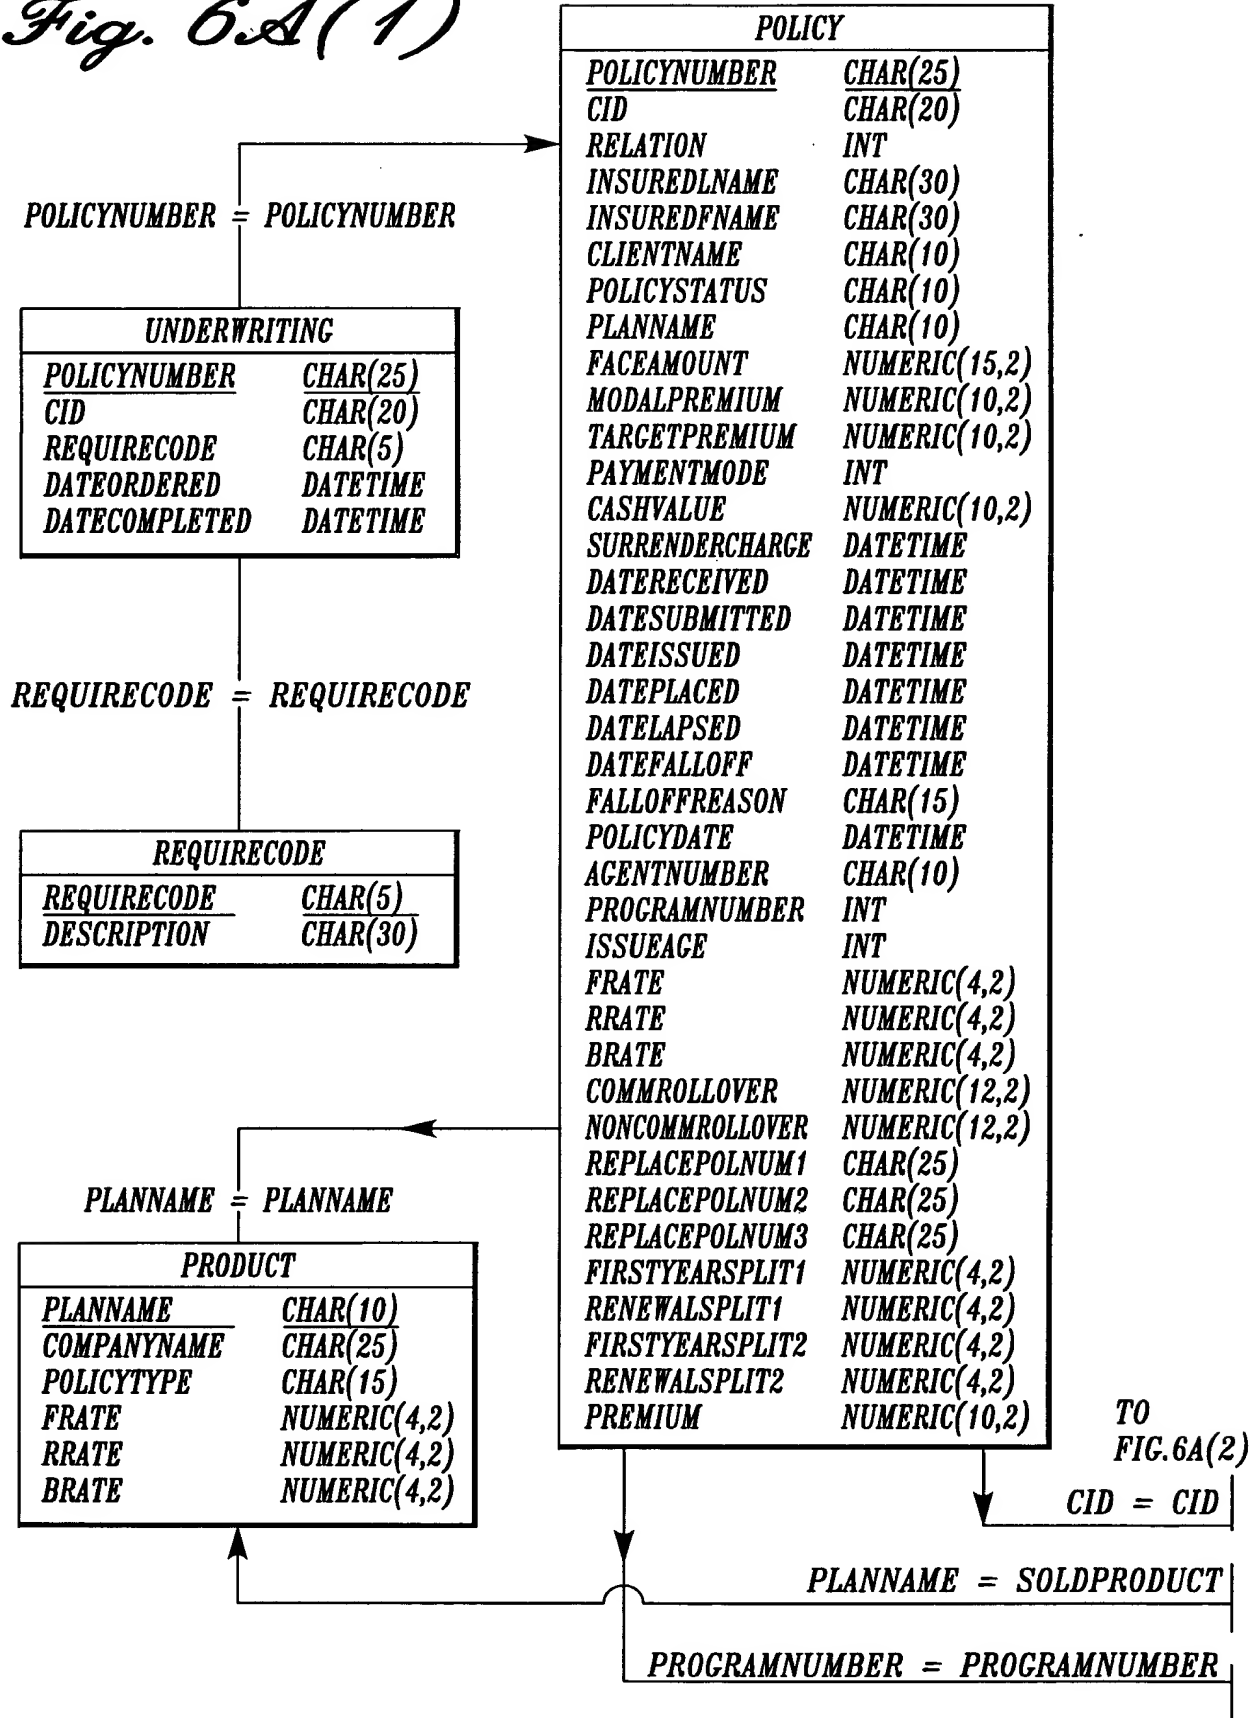 Fig. 6A(1)
POLICY
POLICYNUMBER CHAR(25)
CID CHAR(20)
RELATION INT
INSUREDLNAME CHAR(30)
INSUREDFNAME CHAR(30)
CLIENTNAME CHAR(10)
POLICYSTATUS CHAR(10)
PLANNAME CHAR(10)
FACEAMOUNT NUMERIC(15,2)
MODALPREMIUM NUMERIC(10,2)
TARGETPREMIUM NUMERIC(10,2)
PAYMENTMODE INT
CASHVALUE NUMERIC(10,2)
SURRENDERCHARGE DATETIME
DATERECEIVED DATETIME
DATESUBMITTED DATETIME
DATEISSUED DATETIME
DATEPLACED DATETIME
DATELAPSED DATETIME
DATEFALLOFF DATETIME
FALLOFFREASON CHAR(15)
POLICYDATE DATETIME
AGENTNUMBER CHAR(10)
PROGRAMNUMBER INT
ISSUEAGE INT
FRATE NUMERIC(4,2)
RRATE NUMERIC(4,2)
BRATE NUMERIC(4,2)
COMMROLLOVER NUMERIC(12,2)
NONCOMMROLLOVER NUMERIC(12,2)
REPLACEPOLNUM1 CHAR(25)
REPLACEPOLNUM2 CHAR(25)
REPLACEPOLNUM3 CHAR(25)
FIRSTYEARSPLIT1 NUMERIC(4,2)
RENEWALSPLIT1 NUMERIC(4,2)
FIRSTYEARSPLIT2 NUMERIC(4,2)
RENEWALSPLIT2 NUMERIC(4,2)
PREMIUM NUMERIC(10,2)
POLICYNUMBER = POLICYNUMBER
UNDERWRITING
POLICYNUMBER CHAR(25)
CID CHAR(20)
REQUIRECODE CHAR(5)
DATEORDERED DATETIME
DATECOMPLETED DATETIME
REQUIRECODE = REQUIRECODE
REQUIRECODE
REQUIRECODE CHAR(5)
DESCRIPTION CHAR(30)
PLANNAME = PLANNAME
PRODUCT
PLANNAME CHAR(10)
COMPANYNAME CHAR(25)
POLICYTYPE CHAR(15)
FRATE NUMERIC(4,2)
RRATE NUMERIC(4,2)
BRATE NUMERIC(4,2)
TO
FIG.6A(2)
CID = CID
PLANNAME = SOLDPRODUCT
PROGRAMNUMBER = PROGRAMNUMBER